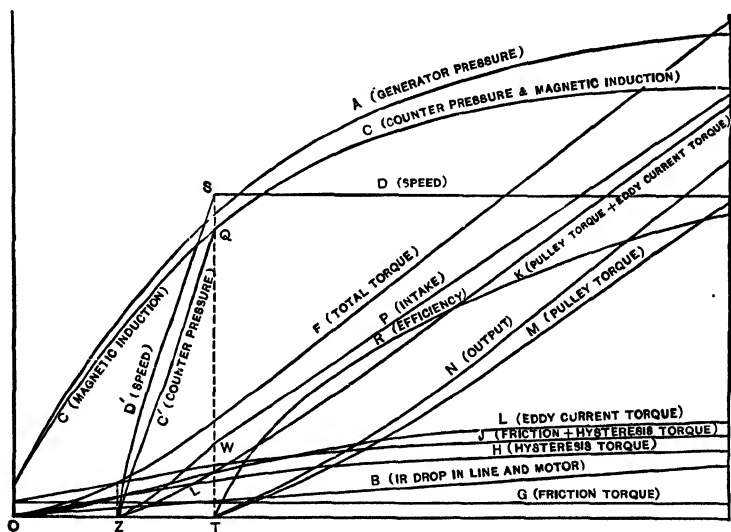 A (GENERATOR PRESSURE)
C (COUNTER PRESSURE & MAGNETIC INDUCTION)
S
D (SPEED)
Q
K (PULLEY TORQUE + EDDY CURRENT TORQUE)
F (TOTAL TORQUE)
P (INTAKE)
R (EFFICIENCY)
C (MAGNETIC INDUCTION)
D' (SPEED)
C' (COUNTER PRESSURE)
N (OUTPUT)
M (PULLEY TORQUE)
L (EDDY CURRENT TORQUE)
J (FRICTION + HYSTERESIS TORQUE)
W
H (HYSTERESIS TORQUE)
L
B (IR DROP IN LINE AND MOTOR)
G (FRICTION TORQUE)
O
Z
T